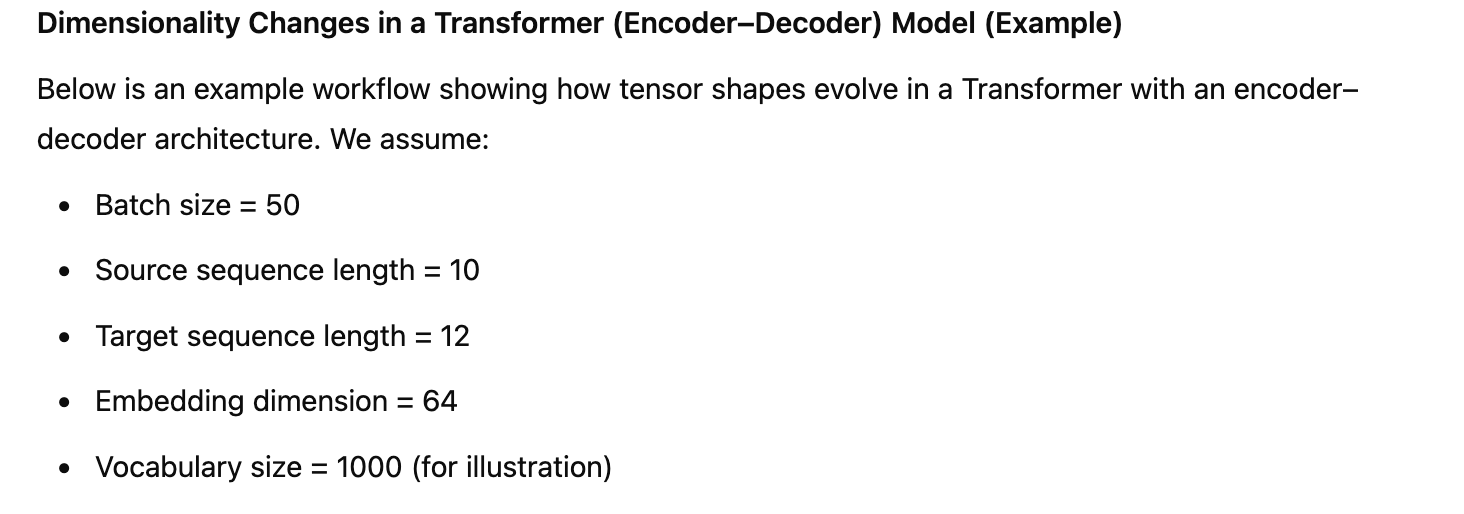 Dimensionality Changes in a Transformer (Encoder–Decoder) Model (Example)
Below is an example workflow showing how tensor shapes evolve in a Transformer with an encoder–
decoder architecture. We assume:
• Batch size = 50
• Source sequence length = 10
• Target sequence length = 12
• Embedding dimension = 64
• Vocabulary size = 1000 (for illustration)